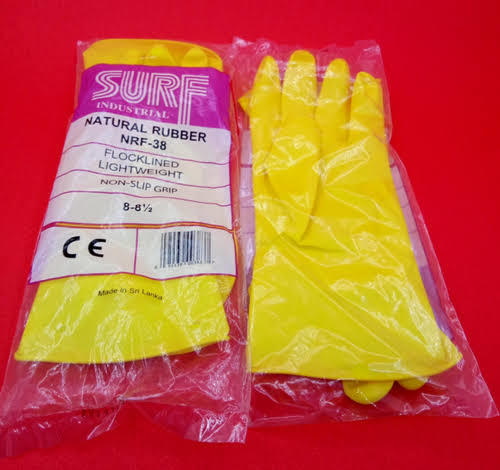 SURF
INDUSTRIAL
NATURAL RUBBER
NRF-38
FLOCKLINED
LIGHTWEIGHT
NON-SLIP GRIP
8-8½
CE
Made in Sri Lanka